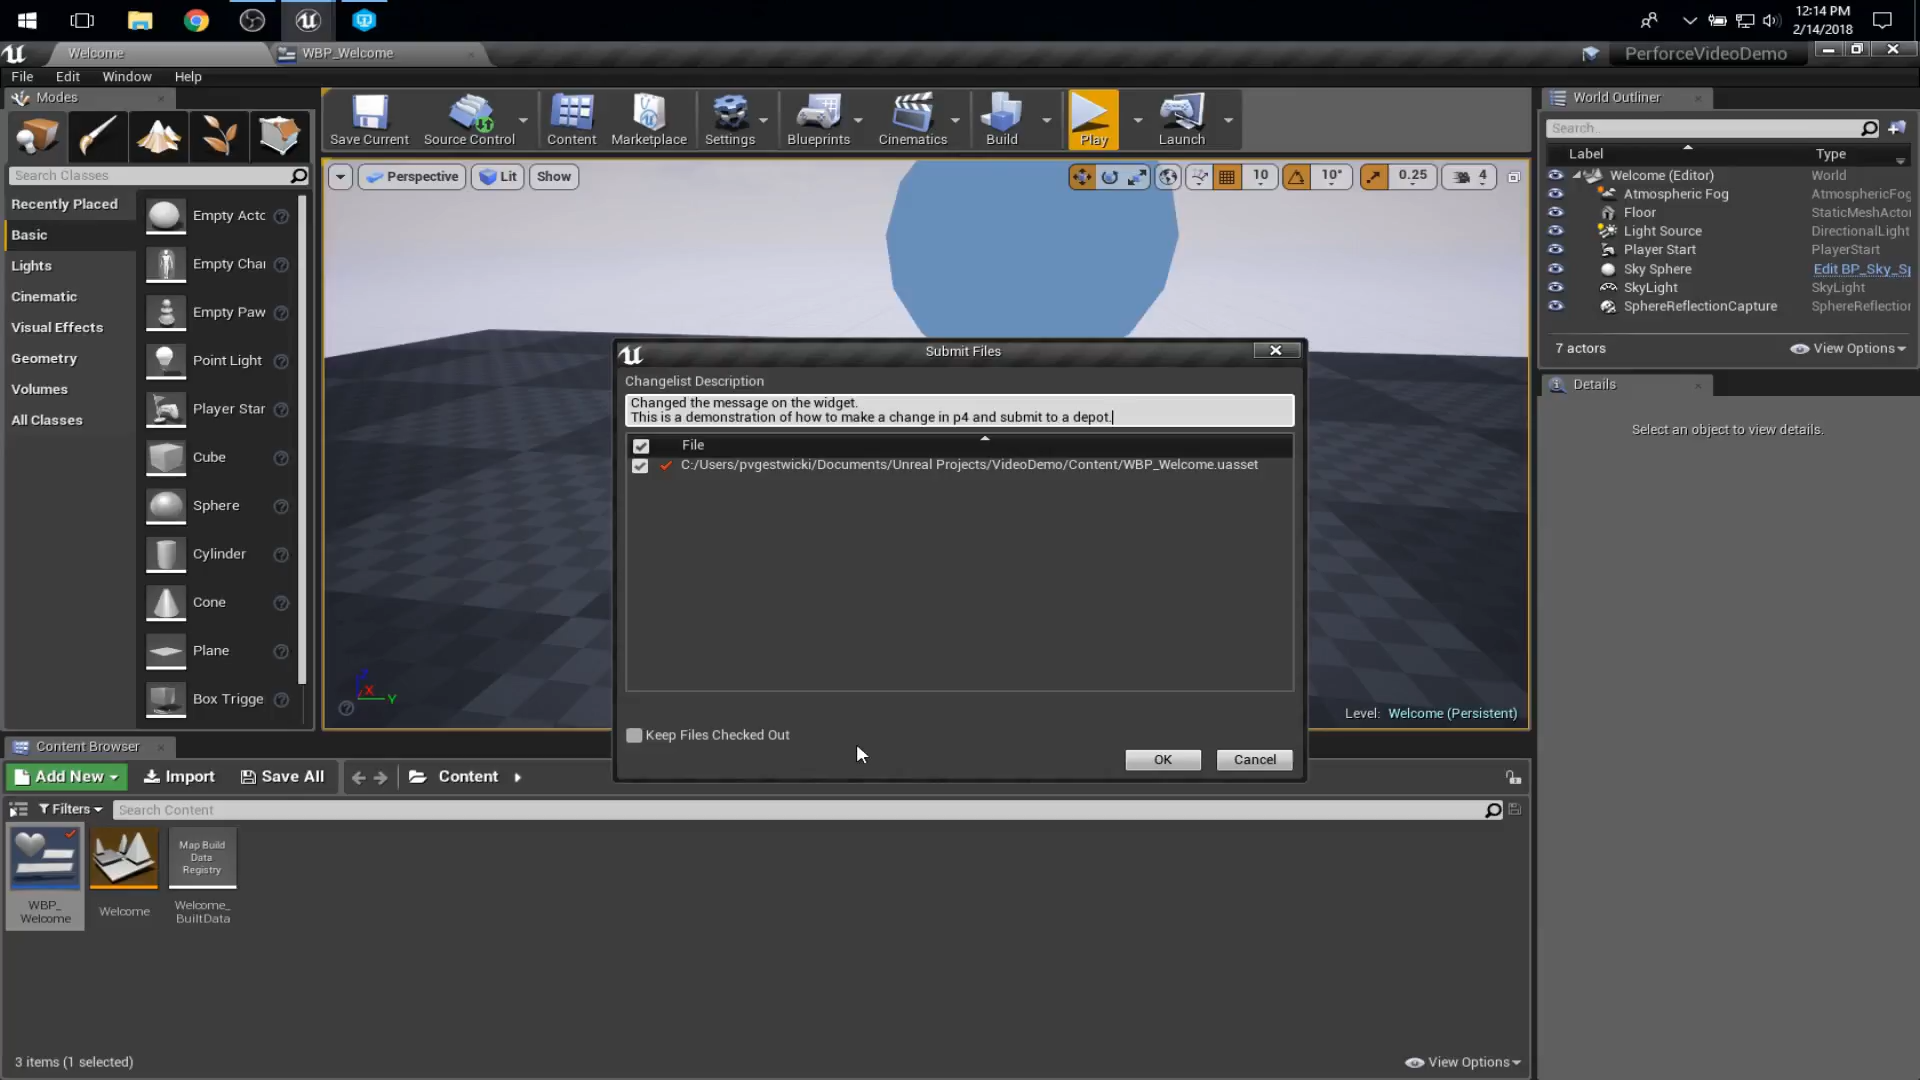 12:14 PM
2/14/2018
Welcome
WBP_Welcome
PerforceVideoDemo
File Edit Window Help
Modes
Save Current
Source Control
Content
Marketplace
Settings
Blueprints
Cinematics
Build
Play
Launch
World Outliner
Search Classes
Search...
Label Type
Recently Placed
Basic
Lights
Cinematic
Visual Effects
Geometry
Volumes
All Classes
Empty Acto
Empty Char
Empty Paw
Point Light
Player Star
Cube
Sphere
Cylinder
Cone
Plane
Box Trigge
Perspective
Lit
Show
10
10°
0.25
4
Welcome (Editor) World
Atmospheric Fog AtmosphericFog
Floor StaticMeshActor
Light Source DirectionalLight
Player Start PlayerStart
Sky Sphere Edit BP_Sky_Sp
SkyLight SkyLight
SphereReflectionCapture SphereReflection
7 actors View Options
Details
Select an object to view details.
Submit Files
Changelist Description
Changed the message on the widget.
This is a demonstration of how to make a change in p4 and submit to a depot.
File
C:/Users/pvgestwicki/Documents/Unreal Projects/VideoDemo/Content/WBP_Welcome.uasset
Keep Files Checked Out
OK
Cancel
X
Y
Level: Welcome (Persistent)
Content Browser
Add New
Import
Save All
Content
Filters
Search Content
Map Build
Data
Registry
WBP_
Welcome
Welcome
Welcome_
BuiltData
3 items (1 selected)
View Options